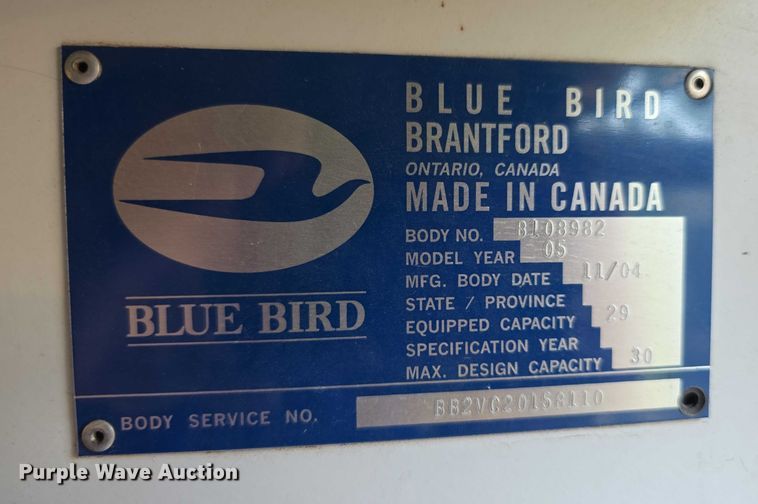 BLUE BIRD
BRANTFORD
ONTARIO, CANADA
MADE IN CANADA
BODY NO. 8108982
MODEL YEAR 05
MFG. BODY DATE 11/04
STATE / PROVINCE
EQUIPPED CAPACITY 29
SPECIFICATION YEAR
MAX. DESIGN CAPACITY 30
BLUE BIRD
BODY SERVICE NO.
Purple Wave Auction